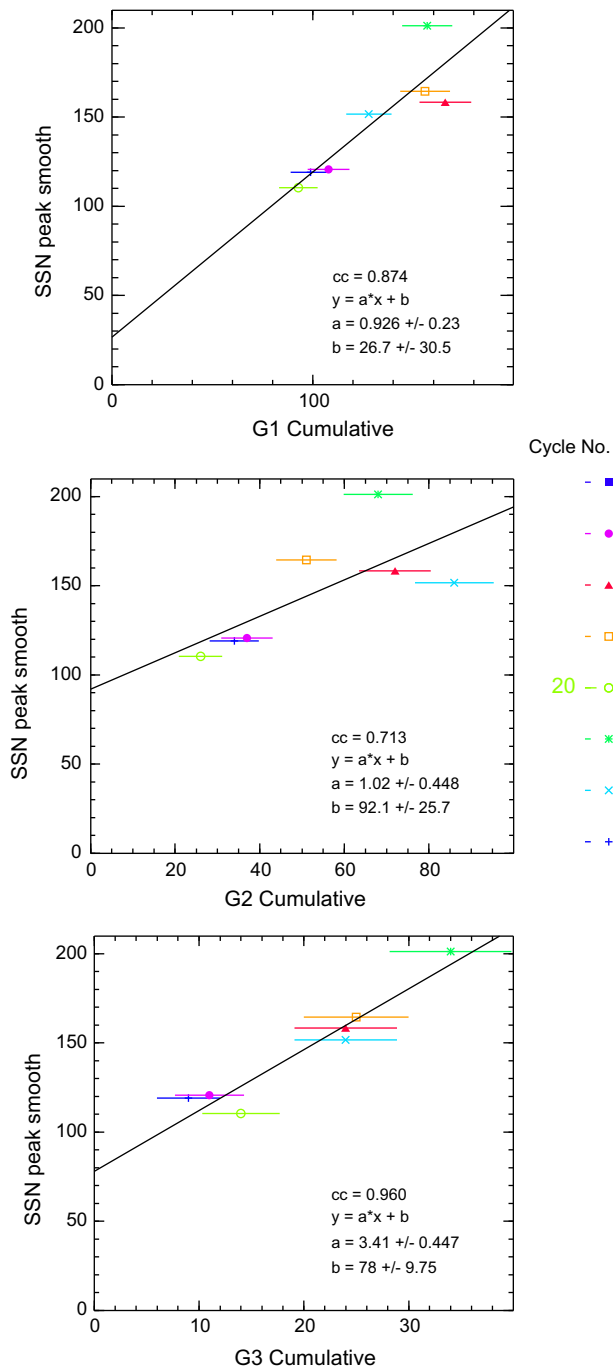 200
150
100
50
0
SSN peak smooth
cc = 0.874
y = a*x + b
a = 0.926 +/- 0.23
b = 26.7 +/- 30.5
0 100
G1 Cumulative
Cycle No.
20
200
150
100
50
0
SSN peak smooth
cc = 0.713
y = a*x + b
a = 1.02 +/- 0.448
b = 92.1 +/- 25.7
0 20 40 60 80
G2 Cumulative
200
150
100
50
0
SSN peak smooth
cc = 0.960
y = a*x + b
a = 3.41 +/- 0.447
b = 78 +/- 9.75
0 10 20 30
G3 Cumulative